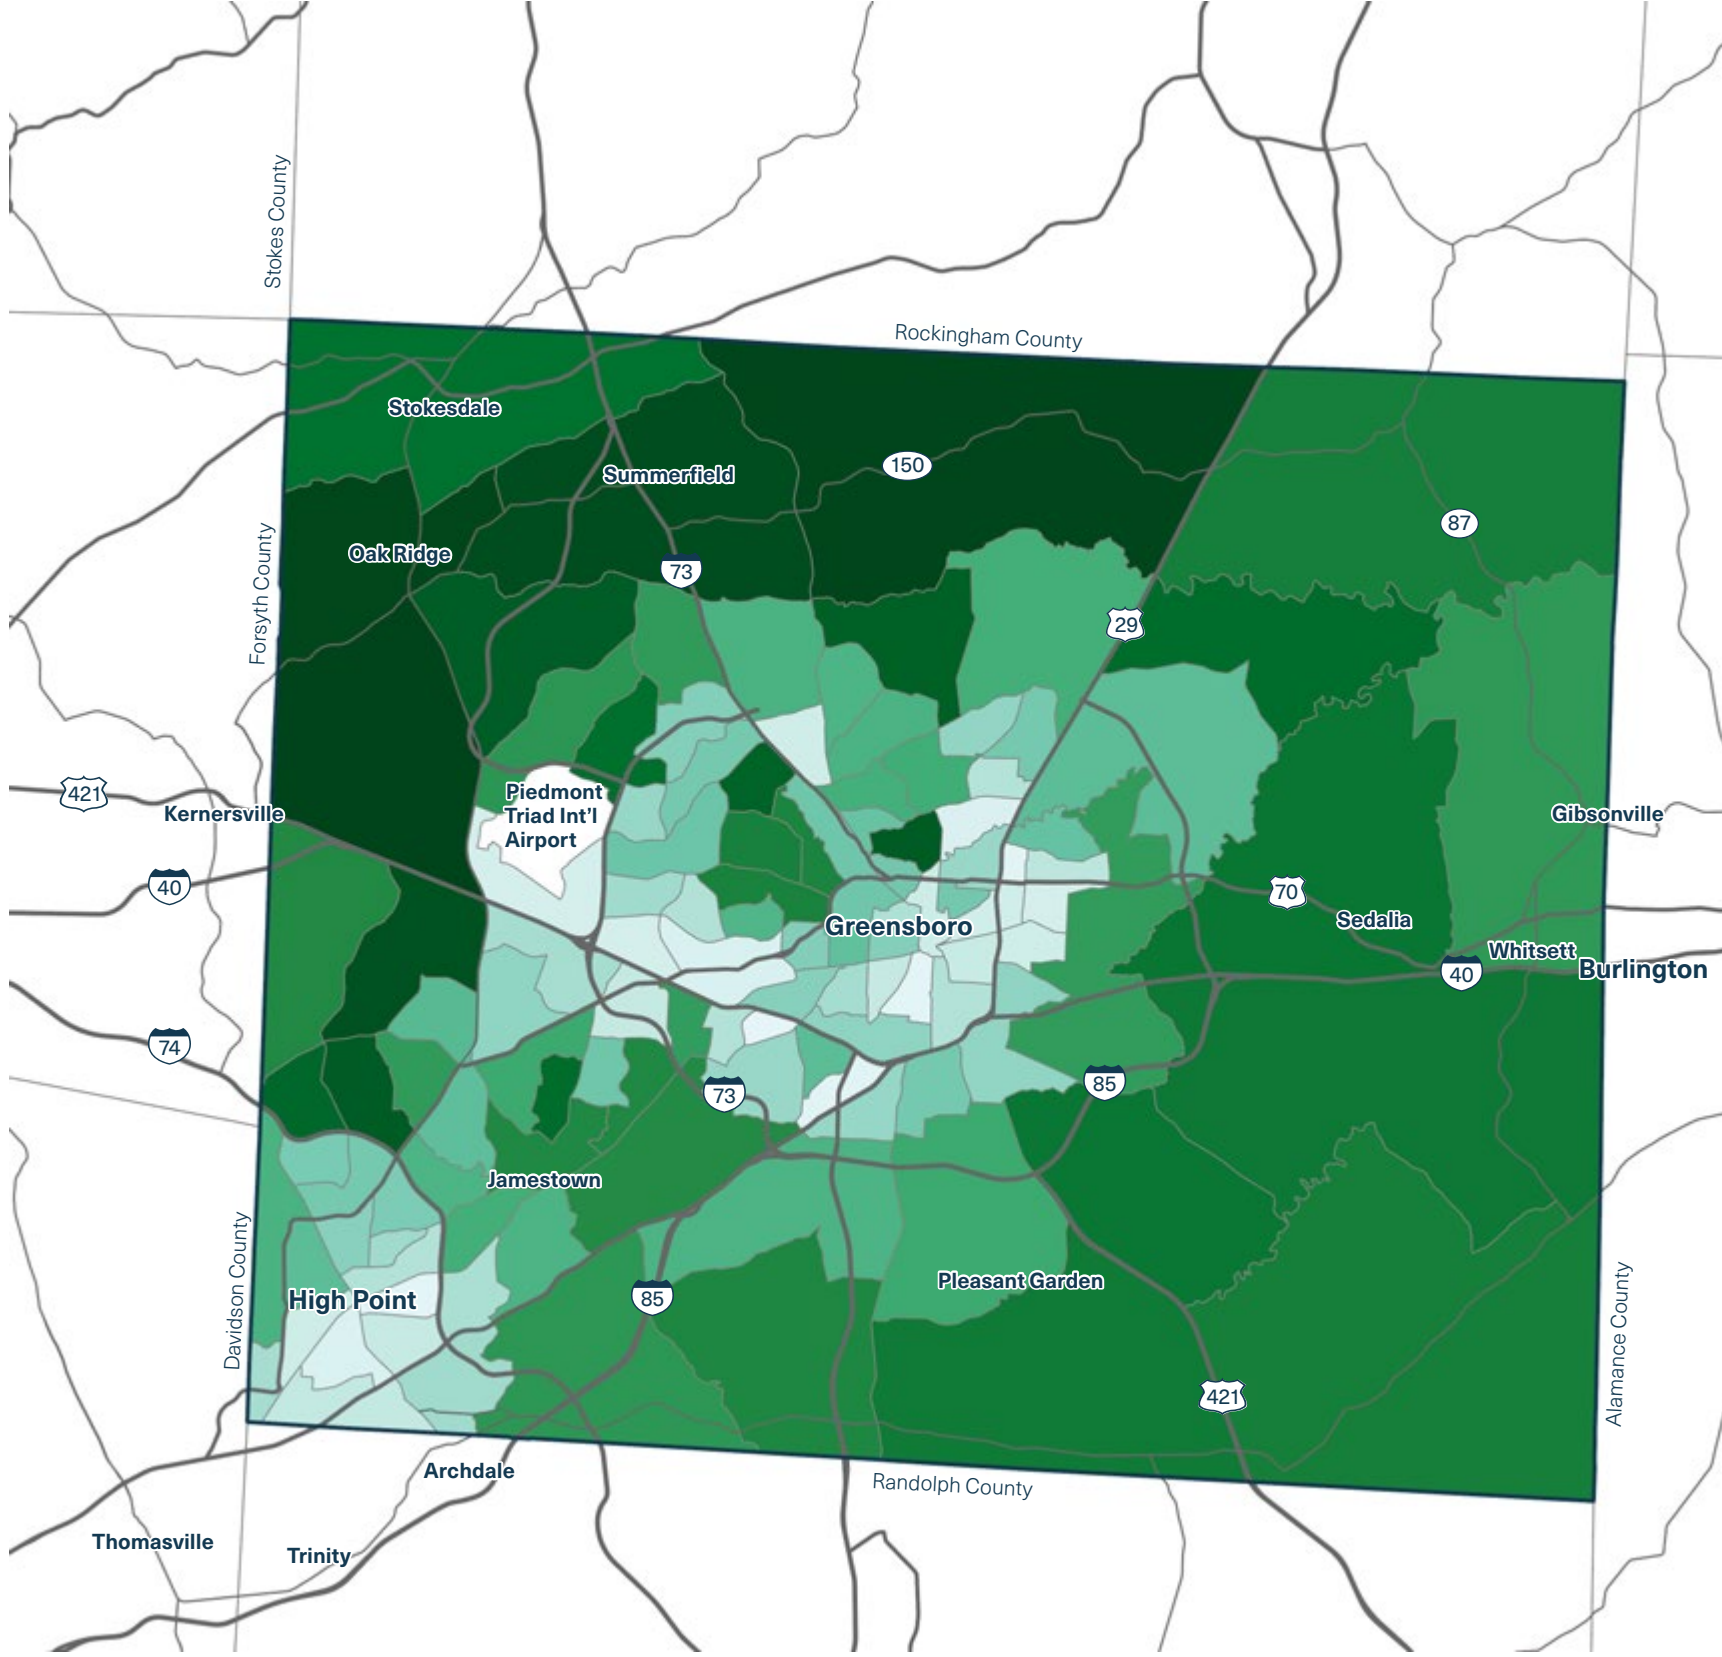 Stokes County
Rockingham County
Stokesdale
Summerfield
150
87
Oak Ridge
73
Forsyth County
29
421
Kernersville
Piedmont
Triad Int'l
Airport
Gibsonville
40
70
Greensboro
Sedalia
Whitsett
40
Burlington
74
73
85
Jamestown
Davidson County
High Point
85
Pleasant Garden
Alamance County
421
Archdale
Randolph County
Thomasville
Trinity